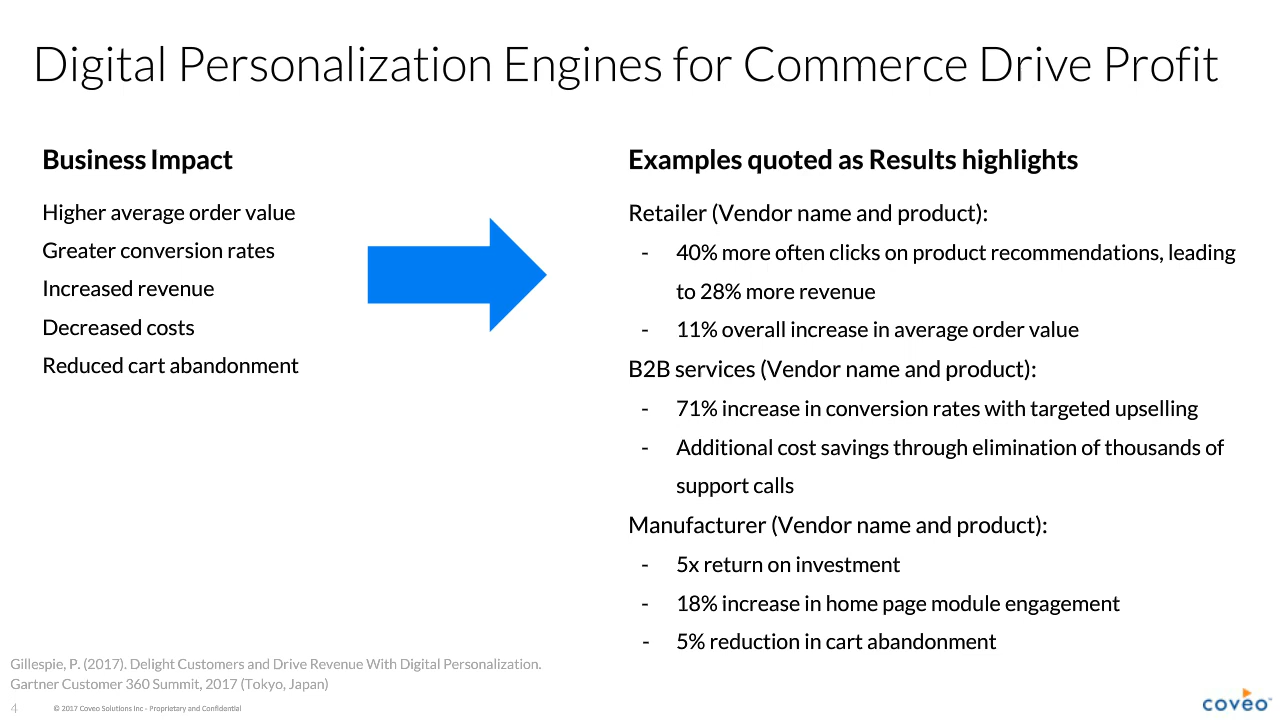 Digital Personalization Engines for Commerce Drive Profit
Business Impact
Higher average order value
Greater conversion rates
Increased revenue
Decreased costs
Reduced cart abandonment
Examples quoted as Results highlights
Retailer (Vendor name and product):
- 40% more often clicks on product recommendations, leading
to 28% more revenue
- 11% overall increase in average order value
B2B services (Vendor name and product):
- 71% increase in conversion rates with targeted upselling
- Additional cost savings through elimination of thousands of
support calls
Manufacturer (Vendor name and product):
- 5x return on investment
- 18% increase in home page module engagement
- 5% reduction in cart abandonment
Gillespie, P. (2017). Delight Customers and Drive Revenue With Digital Personalization.
Gartner Customer 360 Summit, 2017 (Tokyo, Japan)
4 © 2017 Coveo Solutions Inc - Proprietary and Confidential
coveo™